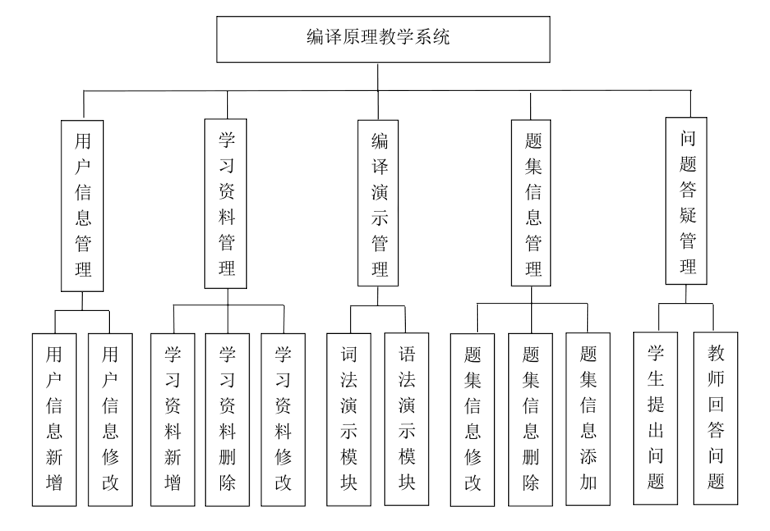 编译原理教学系统
用户信息管理
学习资料管理
编译演示管理
题集信息管理
问题答疑管理
用户信息新增
用户信息修改
学习资料新增
学习资料删除
学习资料修改
词法演示模块
语法演示模块
题集信息修改
题集信息删除
题集信息添加
学生提出问题
教师回答问题